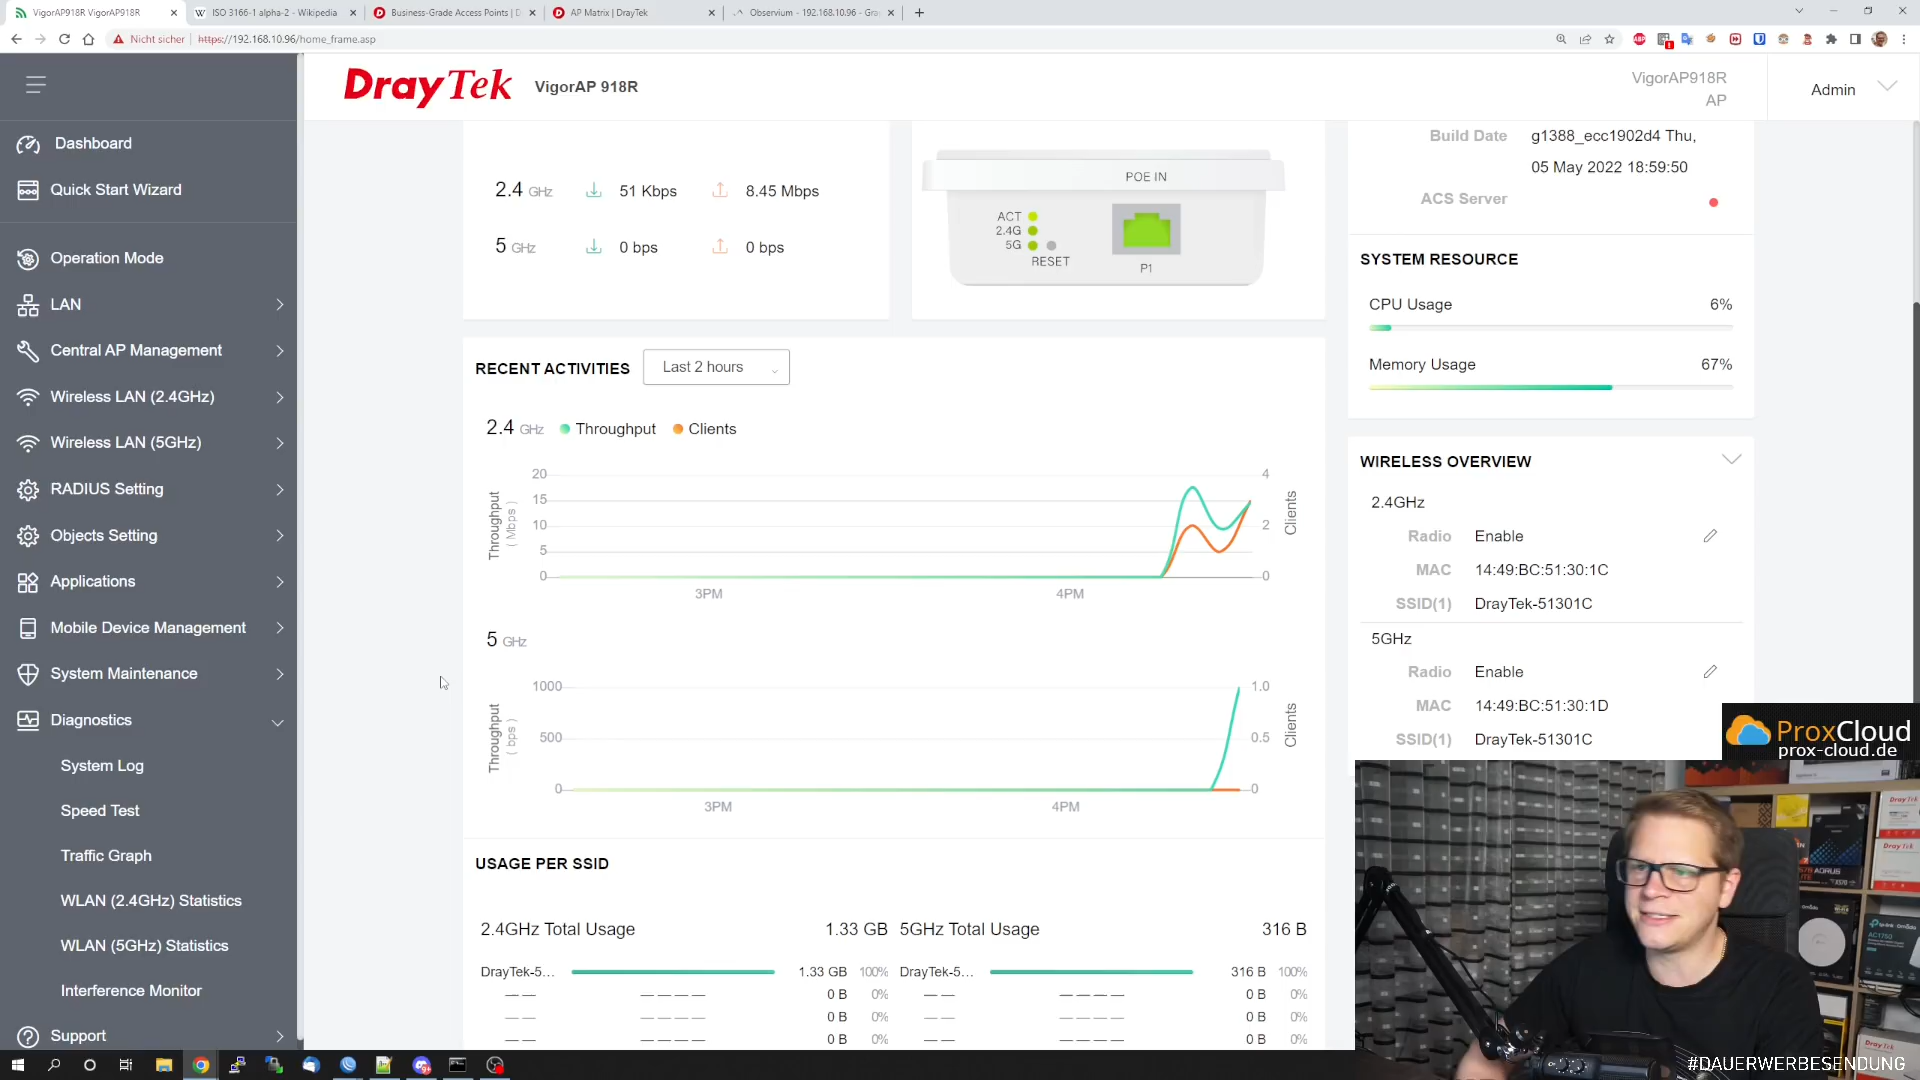 VigorAP918R VigorAP918R
ISO 3166-1 alpha-2 - Wikipedia
Business-Grade Access Points | D
AP Matrix | DrayTek
Observium - 192.168.10.96 - Gra
Nicht sicher
https://192.168.10.96/home_frame.asp
DrayTek
VigorAP 918R
VigorAP918R
AP
Admin
Dashboard
Quick Start Wizard
Operation Mode
LAN
Central AP Management
Wireless LAN (2.4GHz)
Wireless LAN (5GHz)
RADIUS Setting
Objects Setting
Applications
Mobile Device Management
System Maintenance
Diagnostics
System Log
Speed Test
Traffic Graph
WLAN (2.4GHz) Statistics
WLAN (5GHz) Statistics
Interference Monitor
Support
2.4 GHz 51 Kbps 8.45 Mbps
5 GHz 0 bps 0 bps
POE IN
ACT
2.4G
5G
RESET
P1
Build Date g1388_ecc1902d4 Thu,
05 May 2022 18:59:50
ACS Server
SYSTEM RESOURCE
CPU Usage 6%
Memory Usage 67%
RECENT ACTIVITIES
Last 2 hours
2.4 GHz Throughput Clients
Throughput
( Mbps )
20
15
10
5
0
4
2
0
Clients
3PM 4PM
5 GHz
Throughput
( bps )
1000
500
0
1.0
0.5
0
Clients
3PM 4PM
WIRELESS OVERVIEW
2.4GHz
Radio Enable
MAC 14:49:BC:51:30:1C
SSID(1) DrayTek-51301C
5GHz
Radio Enable
MAC 14:49:BC:51:30:1D
SSID(1) DrayTek-51301C
USAGE PER SSID
2.4GHz Total Usage 1.33 GB 5GHz Total Usage 316 B
DrayTek-5... 1.33 GB 100% DrayTek-5... 316 B 100%
0 B 0% 0 B 0%
0 B 0% 0 B 0%
0 B 0% 0 B 0%
ProxCloud
prox-cloud.de
DrayTek
DrayTek
AORUS
X570
AC1750
DrayTek
#DAUERWERBESENDUNG